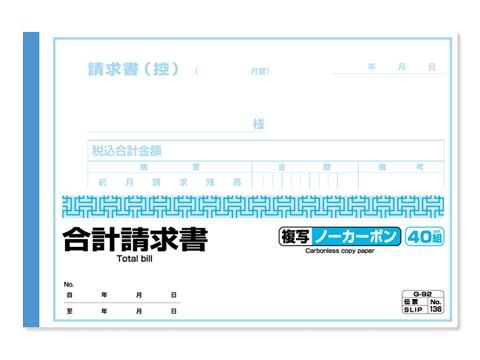 請求書(控) ( 月度) 年 月 日
様
税込合計金額
摘 要 金 額 備 考
前 月 請 求 残 高
合計請求書
Total bill
複写 ノーカーボン 40組 set
Carbonless copy paper
No.
自 年 月 日
至 年 月 日
G-92
伝票 No.
SLIP 136